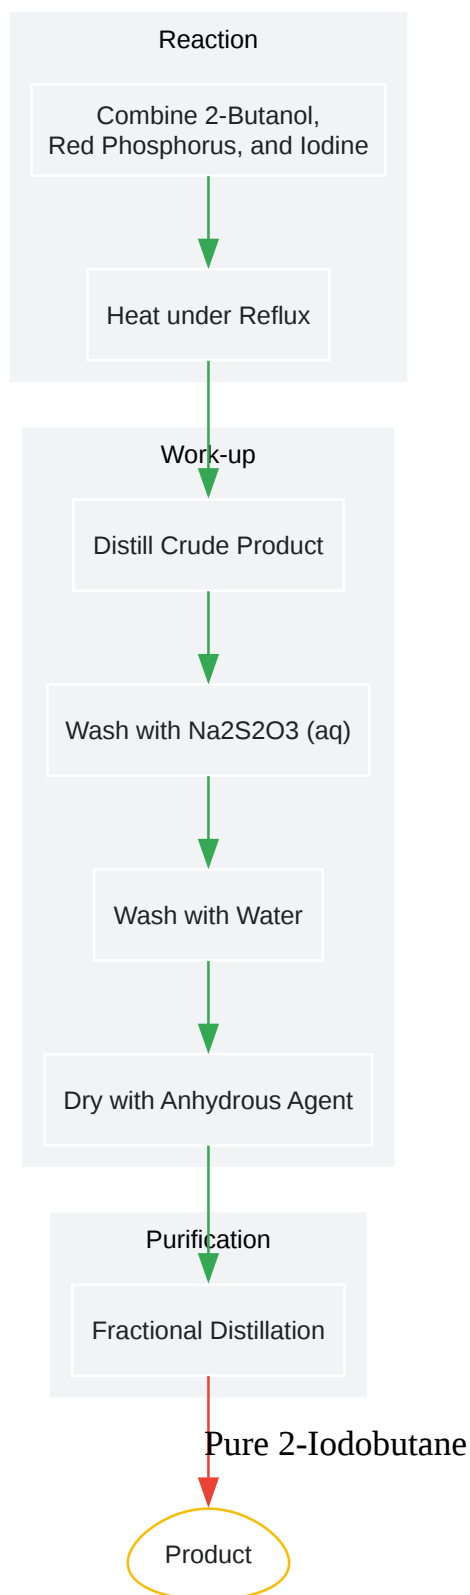 Reaction
Combine 2-Butanol,
Red Phosphorus, and Iodine
Heat under Reflux
Work-up
Distill Crude Product
Wash with Na2S2O3 (aq)
Wash with Water
Dry with Anhydrous Agent
Purification
Fractional Distillation
Pure 2-Iodobutane
Product